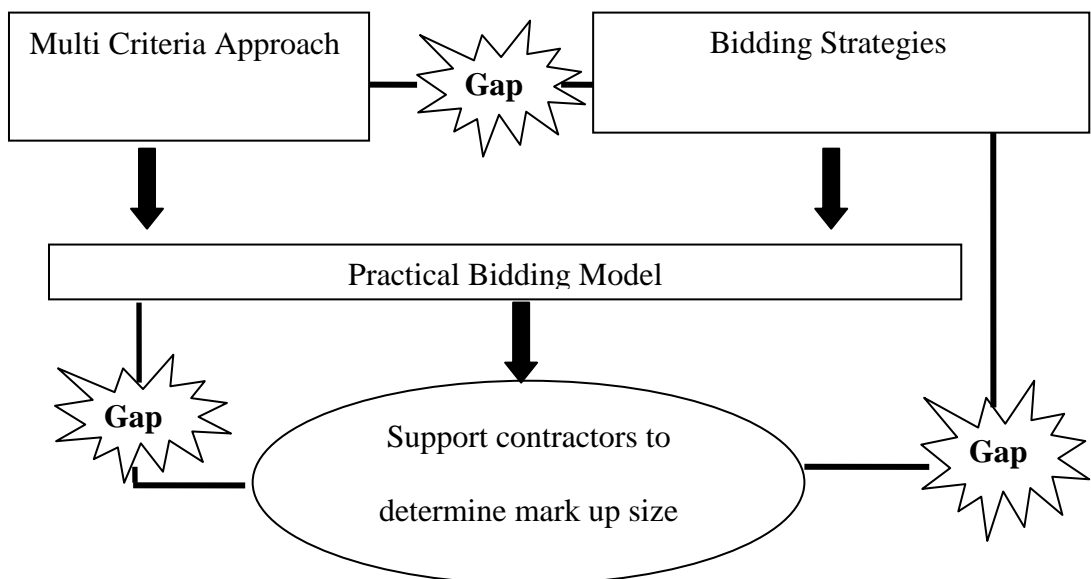 Multi Criteria Approach
Gap
Bidding Strategies
Practical Bidding Model
Gap
Support contractors to
determine mark up size
Gap